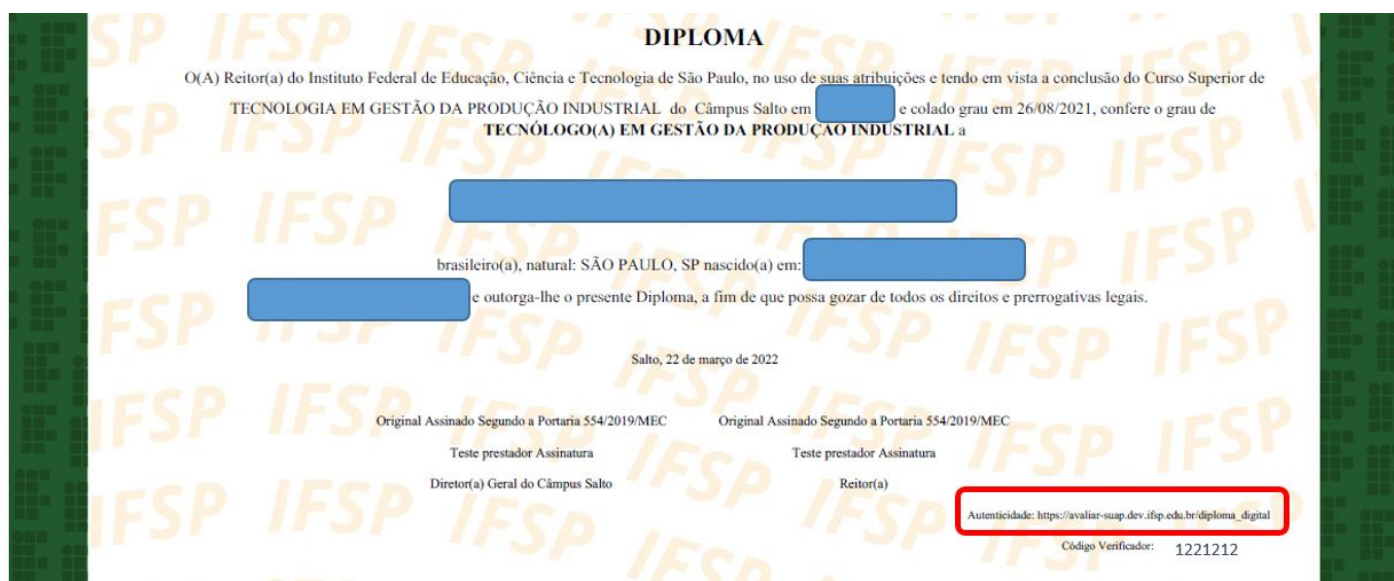 DIPLOMA
O(A) Reitor(a) do Instituto Federal de Educação, Ciência e Tecnologia de São Paulo, no uso de suas atribuições e tendo em vista a conclusão do Curso Superior de
TECNOLOGIA EM GESTÃO DA PRODUÇÃO INDUSTRIAL do Câmpus Salto em e colado grau em 26/08/2021, confere o grau de
TECNÓLOGO(A) EM GESTÃO DA PRODUÇÃO INDUSTRIAL a
brasileiro(a), natural: SÃO PAULO, SP nascido(a) em:
e outorga-lhe o presente Diploma, a fim de que possa gozar de todos os direitos e prerrogativas legais.
Salto, 22 de março de 2022
Original Assinado Segundo a Portaria 554/2019/MEC Original Assinado Segundo a Portaria 554/2019/MEC
Teste prestador Assinatura Teste prestador Assinatura
Diretor(a) Geral do Câmpus Salto Reitor(a)
Autenticidade: https://avaliar-suap.dev.ifsp.edu.br/diploma_digital
Código Verificador: 1221212
IFSP